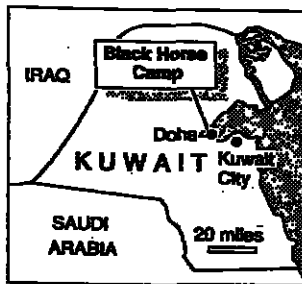 Black Horse
Camp
IRAQ
Doha
KUWAIT
Kuwait
City
SAUDI
ARABIA
20 miles